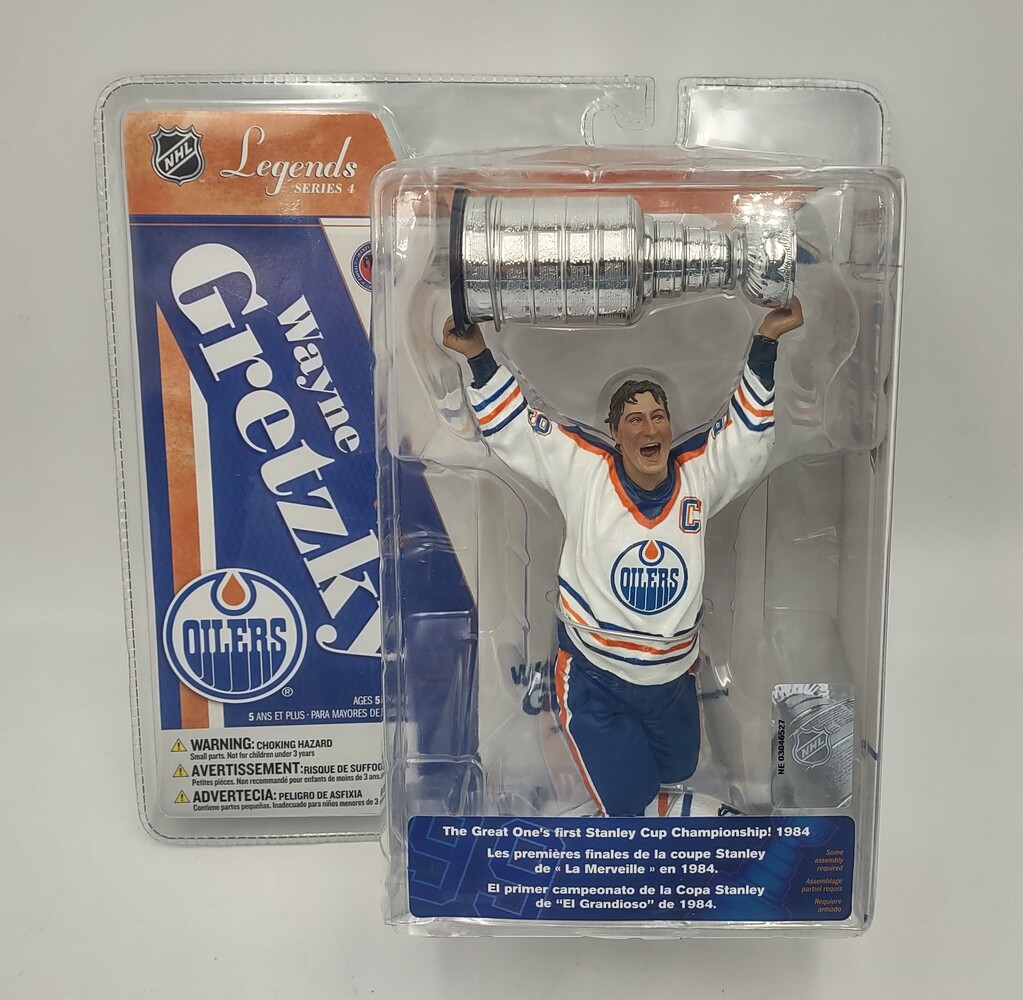 NHL
Legends
SERIES 4
Wayne
Gretzky
OILERS
®
AGES 5
5 ANS ET PLUS · PARA MAYORES DE
WARNING: CHOKING HAZARD
Small parts. Not for children under 3 years
AVERTISSEMENT: RISQUE DE SUFFO
Petites pièces. Non recommandé pour enfants de moins de 3 ans.
ADVERTECIA: PELIGRO DE ASFIXIA
Contiene partes pequeñas. Inadecuado para niños menores de 3
C
OILERS
NE 03046527
NHL
The Great One's first Stanley Cup Championship! 1984
Les premières finales de la coupe Stanley
de « La Merveille » en 1984.
El primer campeonato de la Copa Stanley
de "El Grandioso" de 1984.
Some
assembly
required
Assemblage
partiel requis
Requiere
armado
99